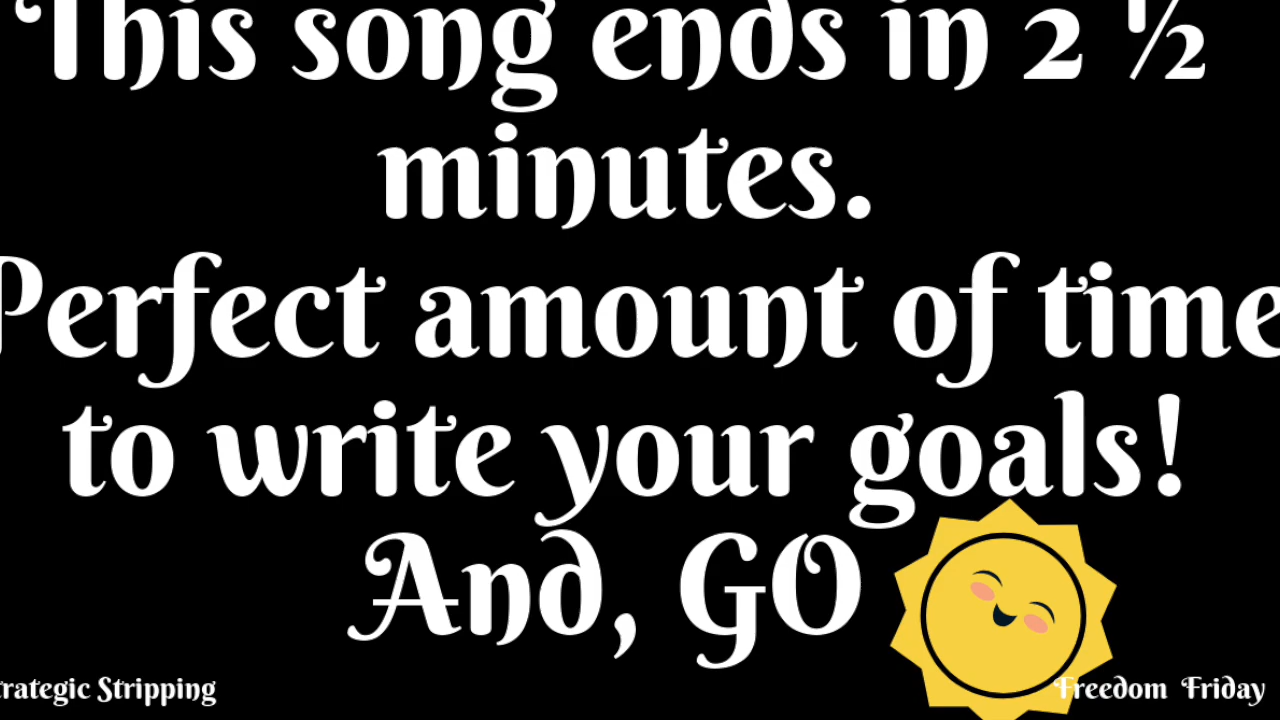 This song ends in 2 ½
minutes.
Perfect amount of time
to write your goals!
And, GO
trategic Stripping
Freedom Friday